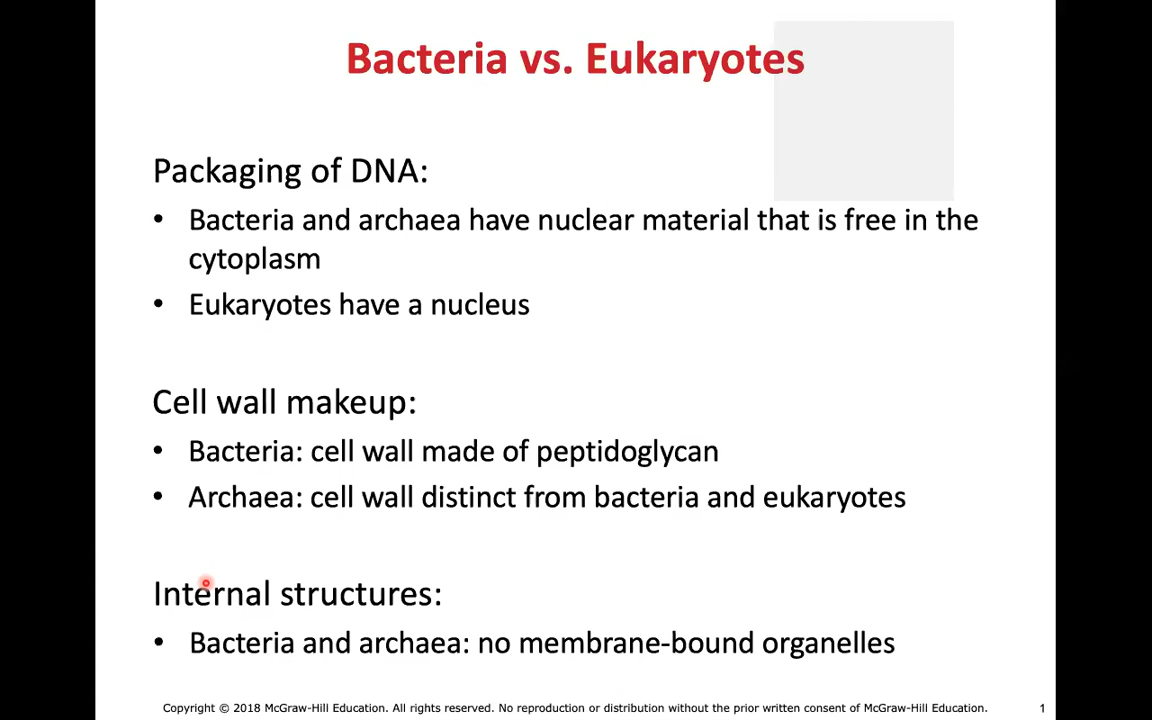 Bacteria vs. Eukaryotes
Packaging of DNA:
• Bacteria and archaea have nuclear material that is free in the
cytoplasm
• Eukaryotes have a nucleus
Cell wall makeup:
• Bacteria: cell wall made of peptidoglycan
• Archaea: cell wall distinct from bacteria and eukaryotes
Internal structures:
• Bacteria and archaea: no membrane-bound organelles
Copyright © 2018 McGraw-Hill Education. All rights reserved. No reproduction or distribution without the prior written consent of McGraw-Hill Education. 1